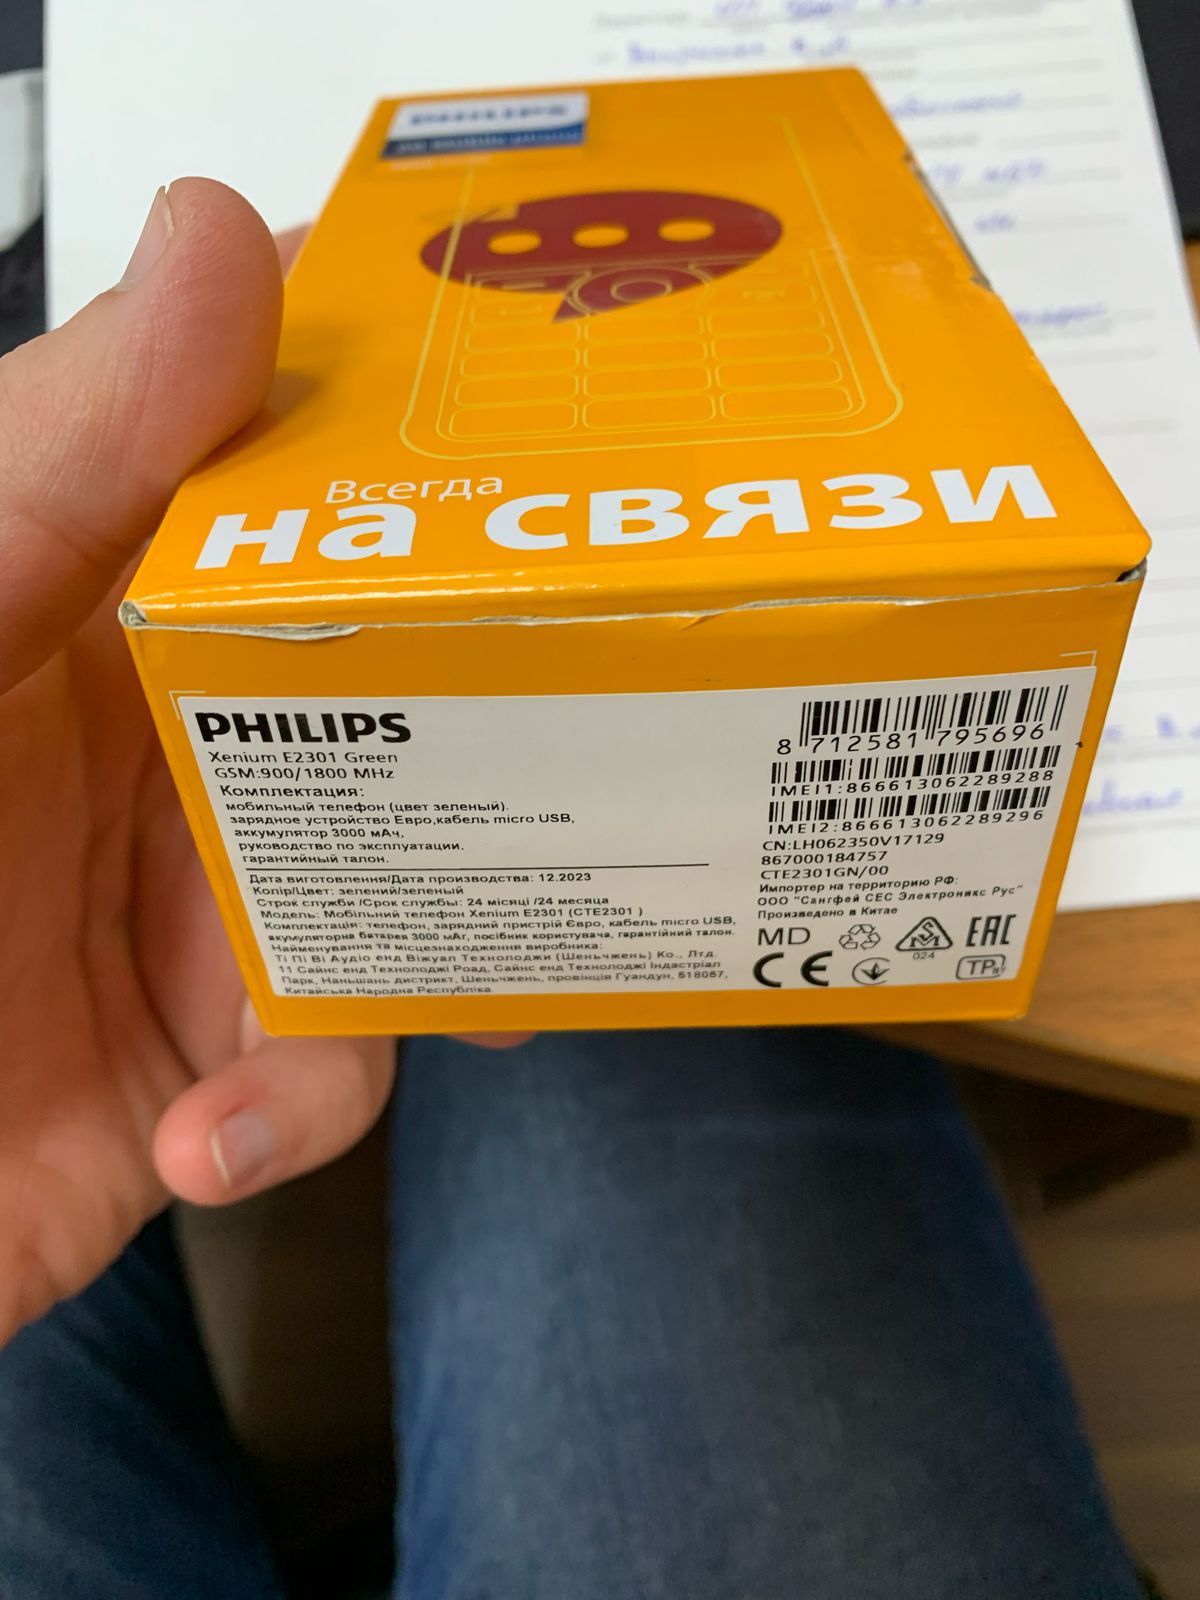 PHILIPS
Всегда
на связи
PHILIPS
Xenium E2301 Green
GSM:900/1800 MHz
Комплектация:
мобильный телефон (цвет зеленый).
зарядное устройство Евро,кабель micro USB,
аккумулятор 3000 мАч,
руководство по эксплуатации.
гарантийный талон.
Дата виготовлення/Дата производства: 12.2023
Колір/Цвет: зелений/зеленый
Строк служби /Срок службы: 24 місяці /24 месяца
Модель: Мобільний телефон Xenium E2301 (CTE2301 )
Комплектація: телефон, зарядний пристрій Євро, кабель micro USB,
акумуляторна батарея 3000 мАг, посібник користувача, гарантійний талон.
Найменування та місцезнаходження виробника:
Ті Пі Ві Аудіо енд Віжуал Технолоджи (Шеньчжень) Ко., Лтд.
11 Сайнс енд Технолоджі Роад, Сайнс енд Технолоджі Індастріал
Парк, Наньшань дистрикт, Шеньчжень, провінція Гуандун, 518057,
Китайська Народна Республіка.
8 712581 795696
IMEI1:866613062289288
IMEI2:866613062289296
CN:LH062350V17129
867000184757
CTE2301GN/00
Импортер на территорию РФ:
ООО "Сангфей СЕС Электроникс Рус"
Произведено в Китае
MD
024
EAC
CE
TP